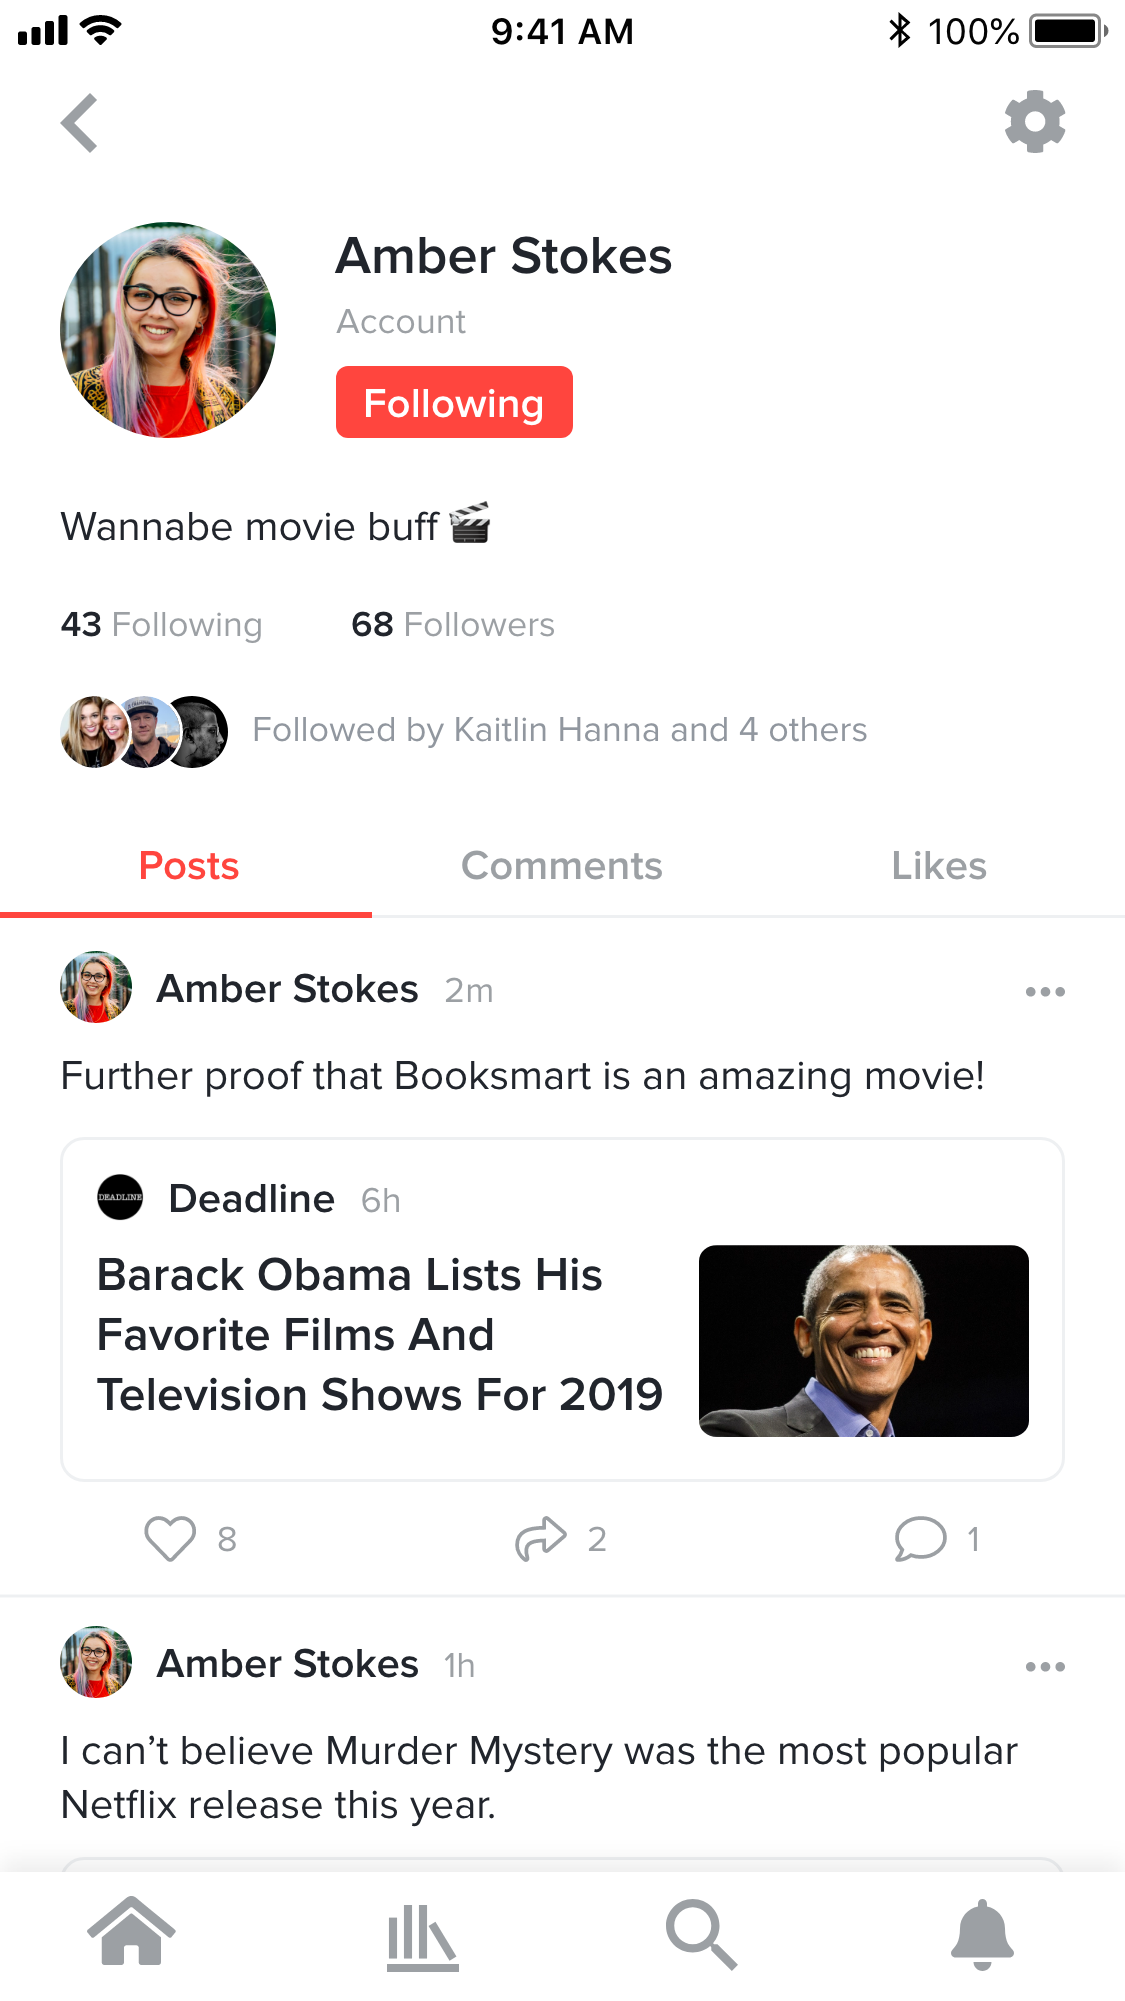 9:41 AM
100%
Amber Stokes
Account
Following
Wannabe movie buff 🎬
43 Following 68 Followers
Followed by Kaitlin Hanna and 4 others
Posts Comments Likes
Amber Stokes 2m
Further proof that Booksmart is an amazing movie!
DEADLINE
Deadline 6h
Barack Obama Lists His
Favorite Films And
Television Shows For 2019
8 2 1
Amber Stokes 1h
I can’t believe Murder Mystery was the most popular
Netflix release this year.